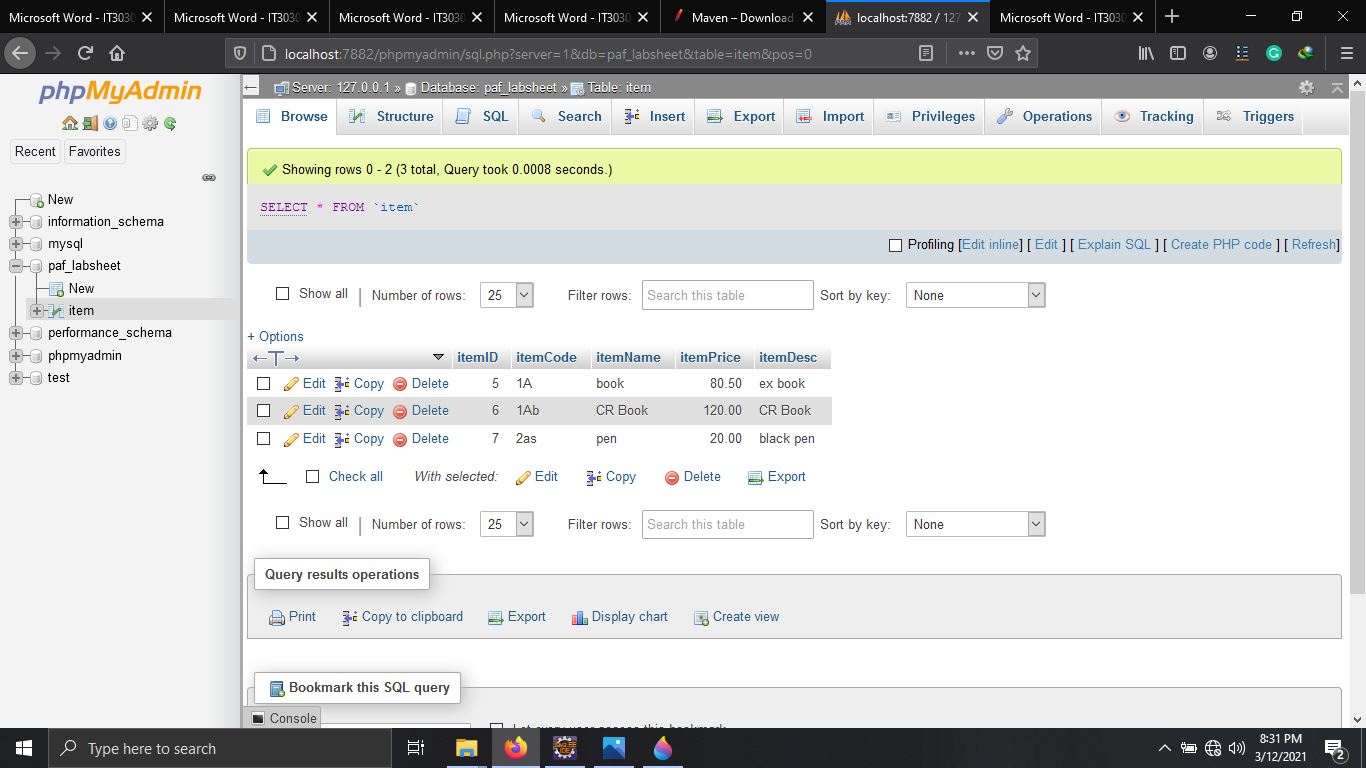 Microsoft Word - IT3030 Microsoft Word - IT3030 Microsoft Word - IT3030 Microsoft Word - IT3030 Maven – Download localhost:7882 / 127 Microsoft Word - IT3030
localhost:7882/phpmyadmin/sql.php?server=1&db=paf_labsheet&table=item&pos=0
phpMyAdmin
Recent Favorites
New
information_schema
mysql
paf_labsheet
New
item
performance_schema
phpmyadmin
test
Server: 127.0.0.1 » Database: paf_labsheet » Table: item
Browse Structure SQL Search Insert Export Import Privileges Operations Tracking Triggers
Showing rows 0 - 2 (3 total, Query took 0.0008 seconds.)
SELECT * FROM `item`
Profiling [Edit inline] [ Edit ] [ Explain SQL ] [ Create PHP code ] [ Refresh]
Show all | Number of rows: 25 Filter rows: Search this table Sort by key: None
+ Options
←T→ itemID itemCode itemName itemPrice itemDesc
Edit Copy Delete 5 1A book 80.50 ex book
Edit Copy Delete 6 1Ab CR Book 120.00 CR Book
Edit Copy Delete 7 2as pen 20.00 black pen
Check all With selected: Edit Copy Delete Export
Show all | Number of rows: 25 Filter rows: Search this table Sort by key: None
Query results operations
Print Copy to clipboard Export Display chart Create view
Bookmark this SQL query
Console
Let every user access this bookmark
Type here to search
JAVA EE IDE
8:31 PM
3/12/2021
2